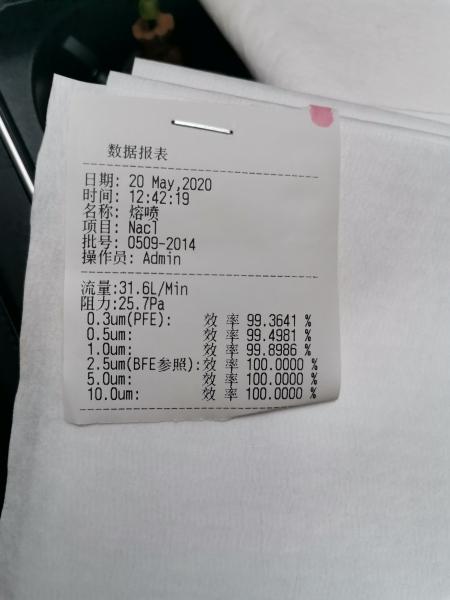 数据报表
日期: 20 May,2020
时间: 12:42:19
名称: 熔喷
项目: Nacl
批号: 0509-2014
操作员: Admin
流量:31.6L/Min
阻力:25.7Pa
0.3um(PFE): 效 率 99.3641 %
0.5um: 效 率 99.4981 %
1.0um: 效 率 99.8986 %
2.5um(BFE参照):效 率 100.0000 %
5.0um: 效 率 100.0000 %
10.0um: 效 率 100.0000 %